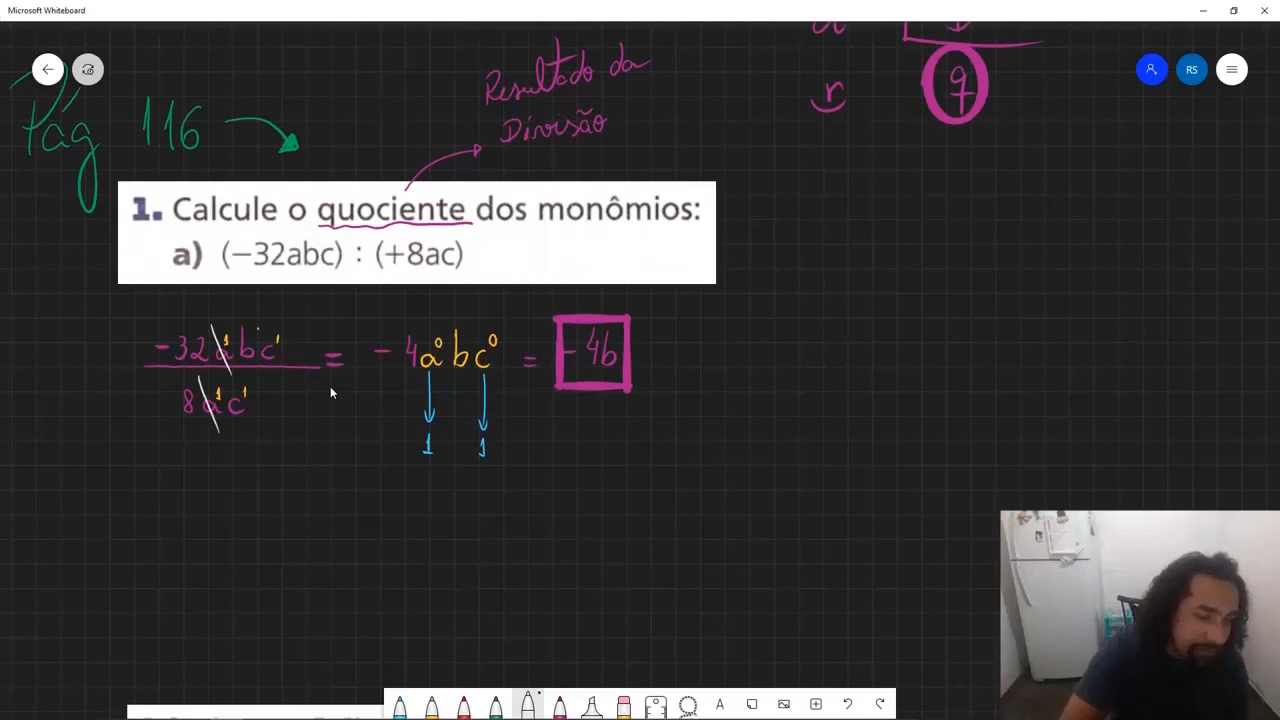 Microsoft Whiteboard
RS
Pág 116
Resultado da
Divisão
r
q
1. Calcule o quociente dos monômios:
a) (−32abc) : (+8ac)
-32a¹bc¹ = - 4a⁰bc⁰ = - 4b
8a¹c¹
1 1
A